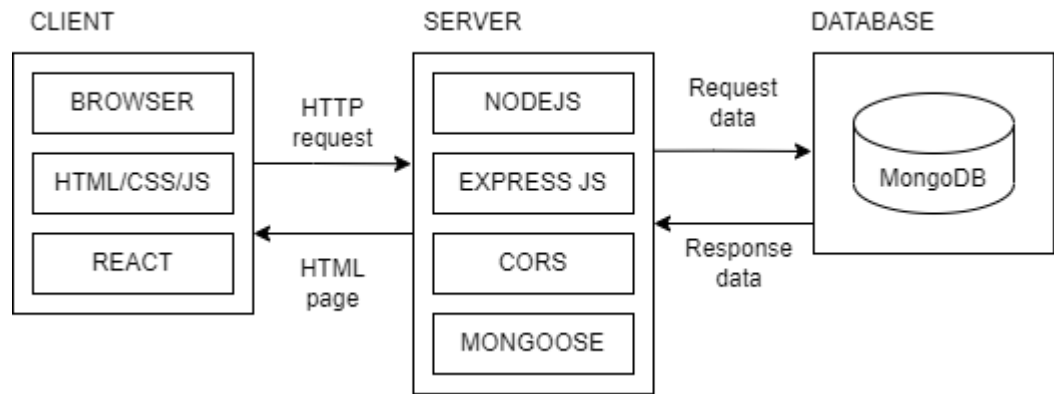 CLIENT
SERVER
DATABASE
BROWSER
HTML/CSS/JS
REACT
HTTP
request
HTML
page
NODEJS
EXPRESS JS
CORS
MONGOOSE
Request
data
Response
data
MongoDB